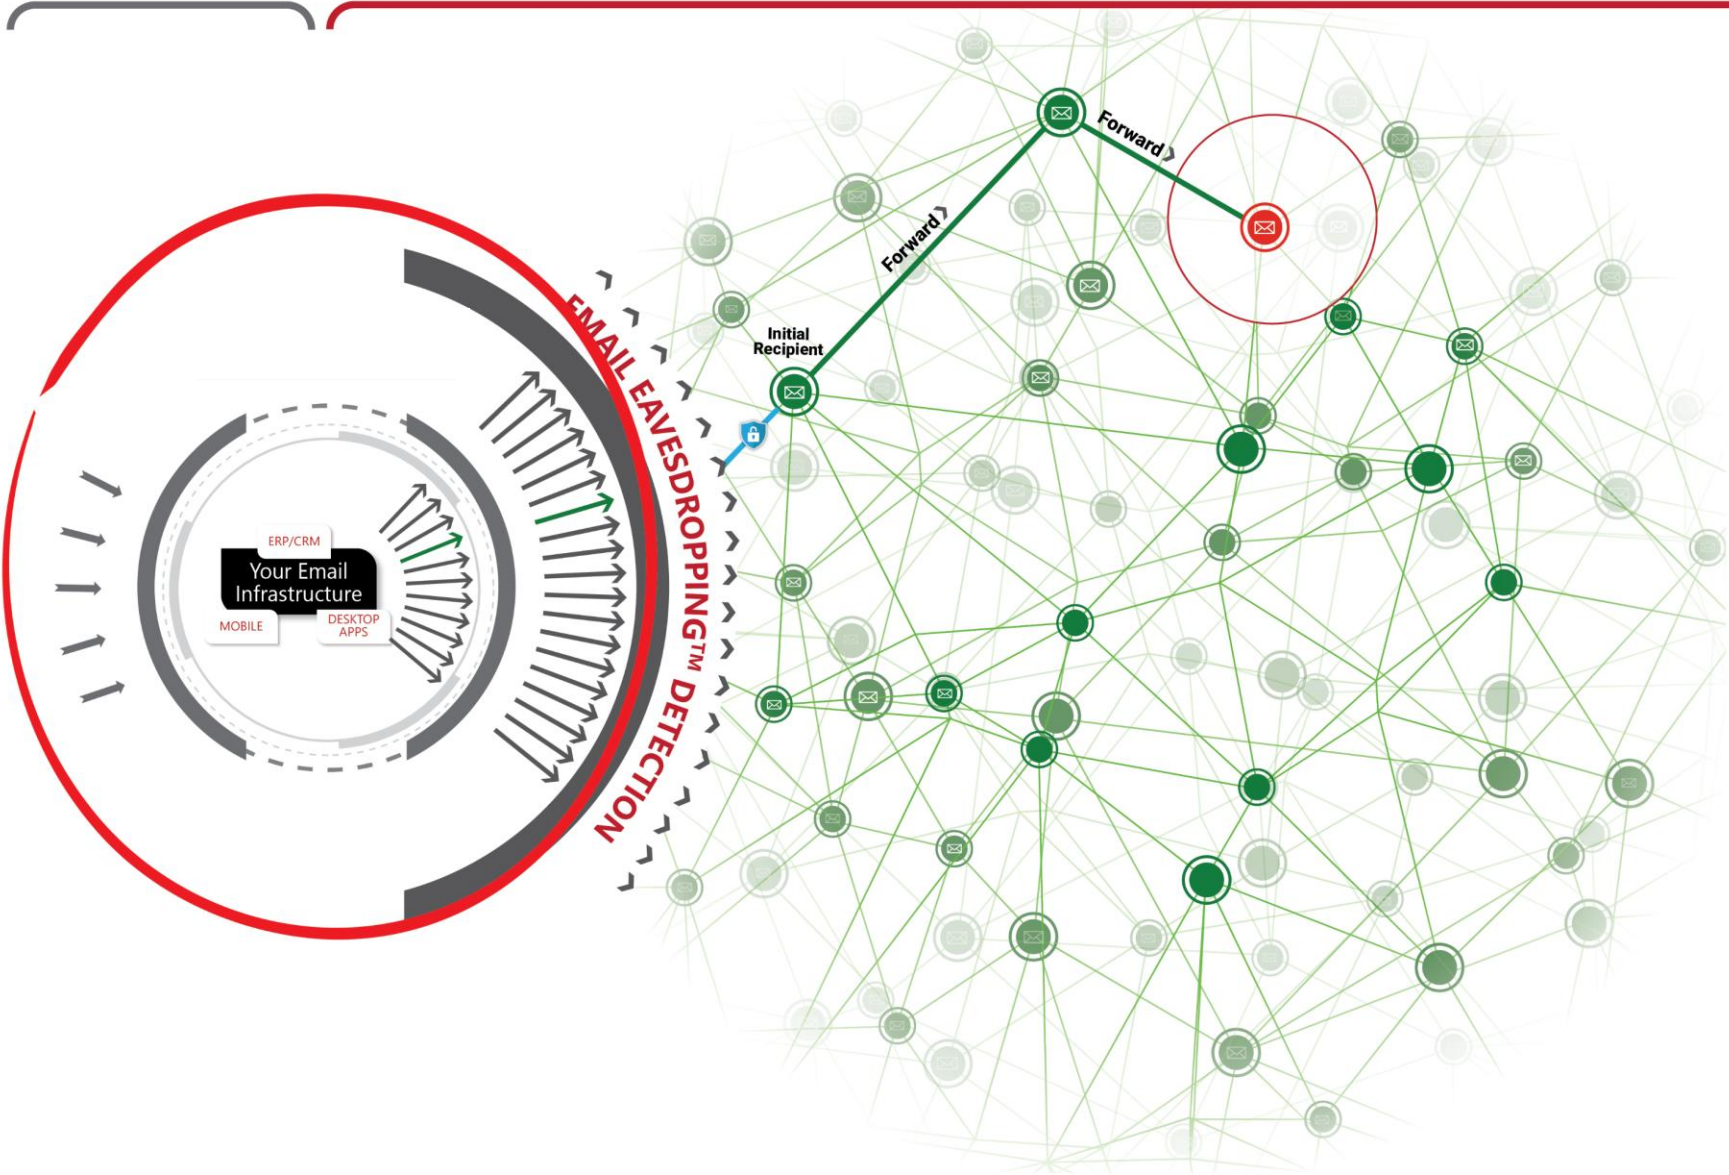 ERP/CRM
Your Email
Infrastructure
MOBILE
DESKTOP
APPS
EMAIL EAVESDROPPING™ DETECTION
Initial
Recipient
Forward
Forward